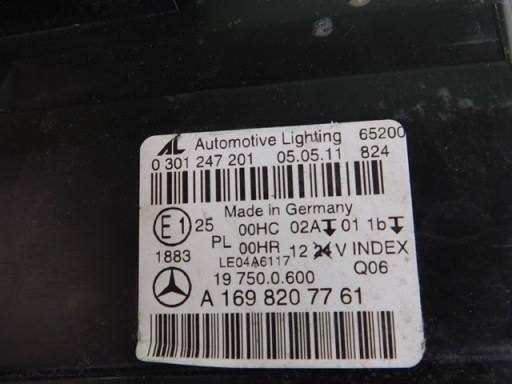 AL Automotive Lighting 65200
0 301 247 201 05.05.11 824
Made in Germany
E1 25 00HC 02A 01 1b
PL 00HR 12 24 V INDEX
1883 LE04A6117 Q06
19 750.0.600
A 169 820 77 61